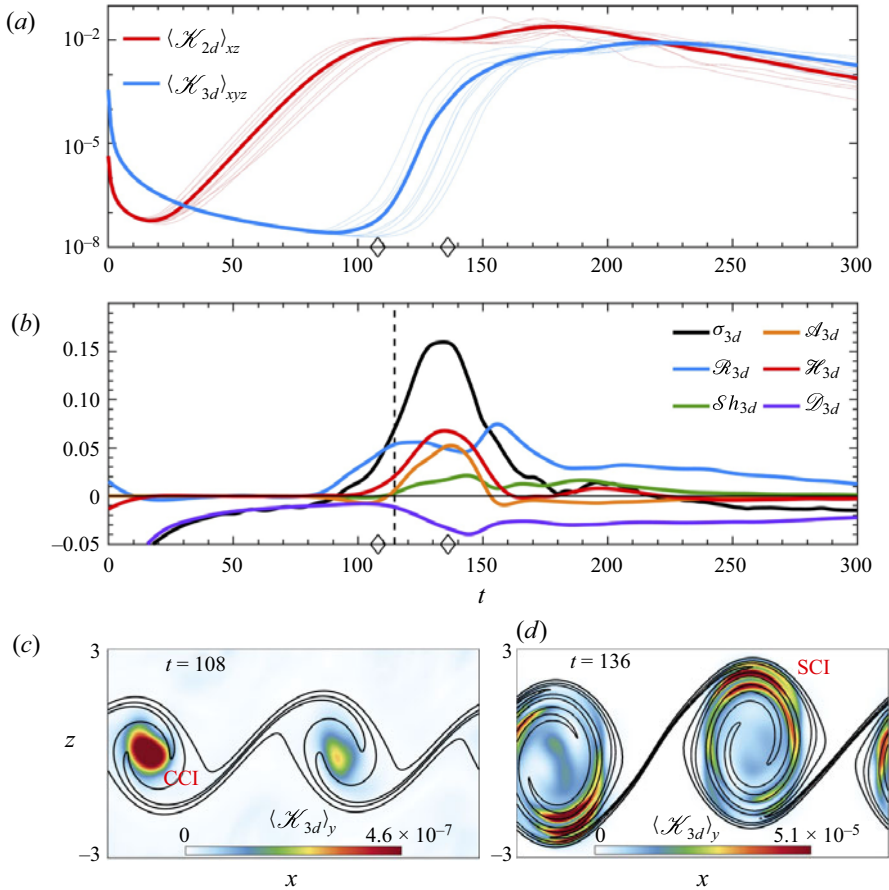 (a)
10⁻²
10⁻⁵
10⁻⁸
⟨𝒦₂d⟩xz
⟨𝒦₃d⟩xyz
0 50 100 150 200 250 300
(b)
0.15
0.10
0.05
0
−0.05
σ₃d 𝒜₃d
ℛ₃d ℋ₃d
𝒮h₃d 𝒟₃d
0 50 100 150 200 250 300
t
(c)
3
z
−3
t = 108
CCI
⟨𝒦₃d⟩y
0 4.6 × 10⁻⁷
x
(d)
3
−3
t = 136
SCI
⟨𝒦₃d⟩y
0 5.1 × 10⁻⁵
x